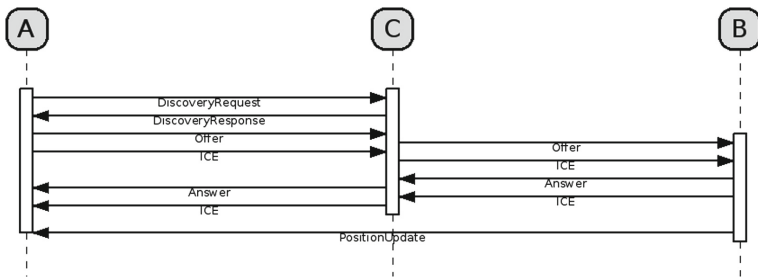 A
C
B
DiscoveryRequest
DiscoveryResponse
Offer
Offer
ICE
ICE
Answer
Answer
ICE
ICE
PositionUpdate